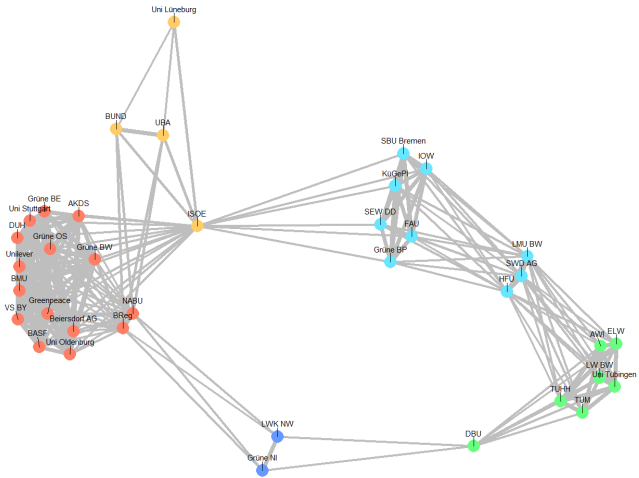 Uni Lüneburg
BUND
UBA
SBU Bremen
IOW
KüGePl
Grüne BE
AKDS
Uni Stuttgart
ISOE
SEW DD
FAU
DUH
Grüne OS
Grüne BW
Grüne BP
LMU BW
Unilever
SWD AG
BMU
HFU
Greenpeace
NABU
VS BY
Beiersdorf AG
BReg
BASF
Uni Oldenburg
AWI
ELW
LW BW
Uni Tübingen
TUHH
TUM
LWK NW
DBU
Grüne NI